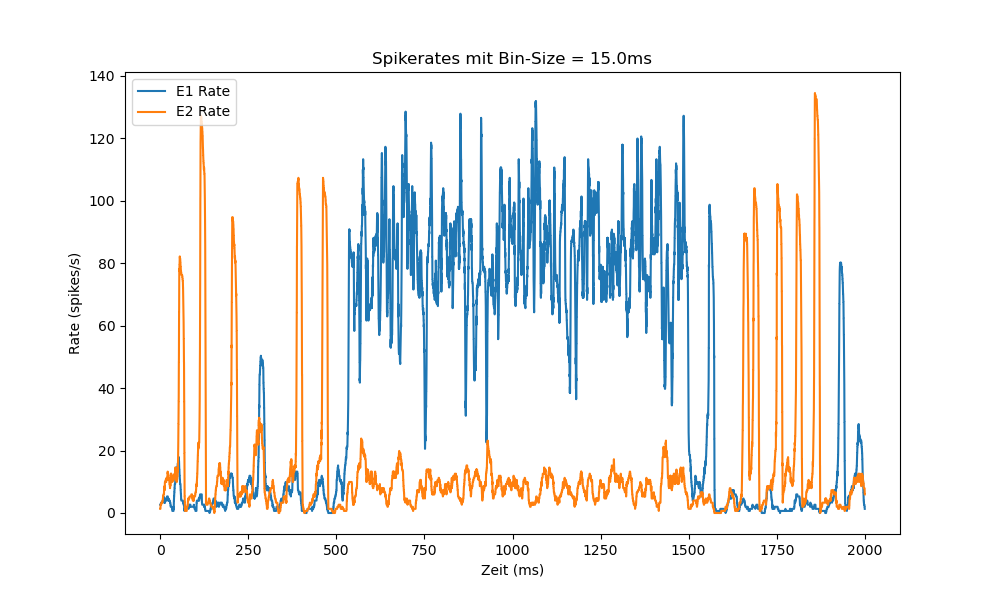 Spikerates mit Bin-Size = 15.0ms
E1 Rate
E2 Rate
Rate (spikes/s)
140
120
100
80
60
40
20
0
0 250 500 750 1000 1250 1500 1750 2000
Zeit (ms)